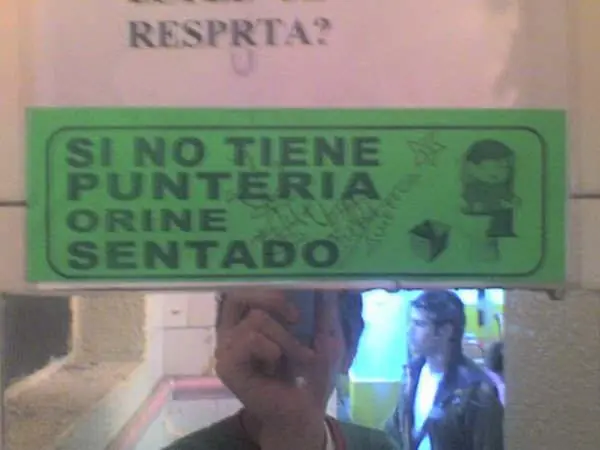 RESPRTA?
SI NO TIENE
PUNTERIA
ORINE
SENTADO